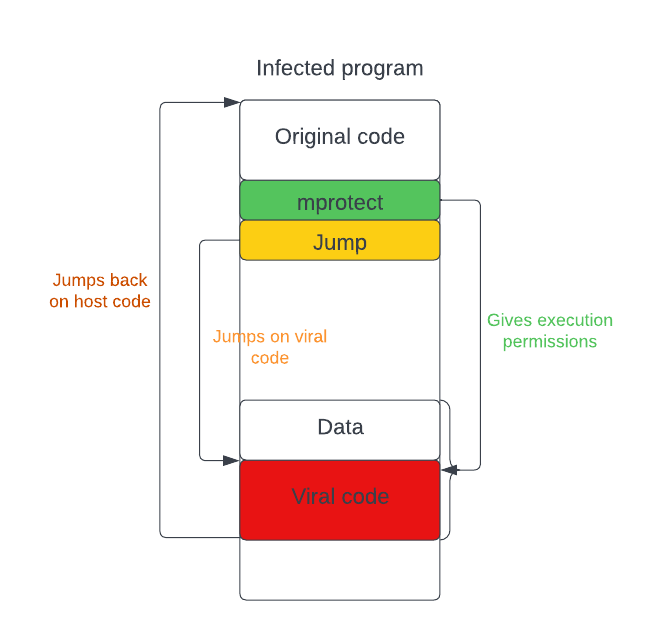 Infected program
Original code
mprotect
Jump
Jumps back
on host code
Gives execution
permissions
Jumps on viral
code
Data
Viral code